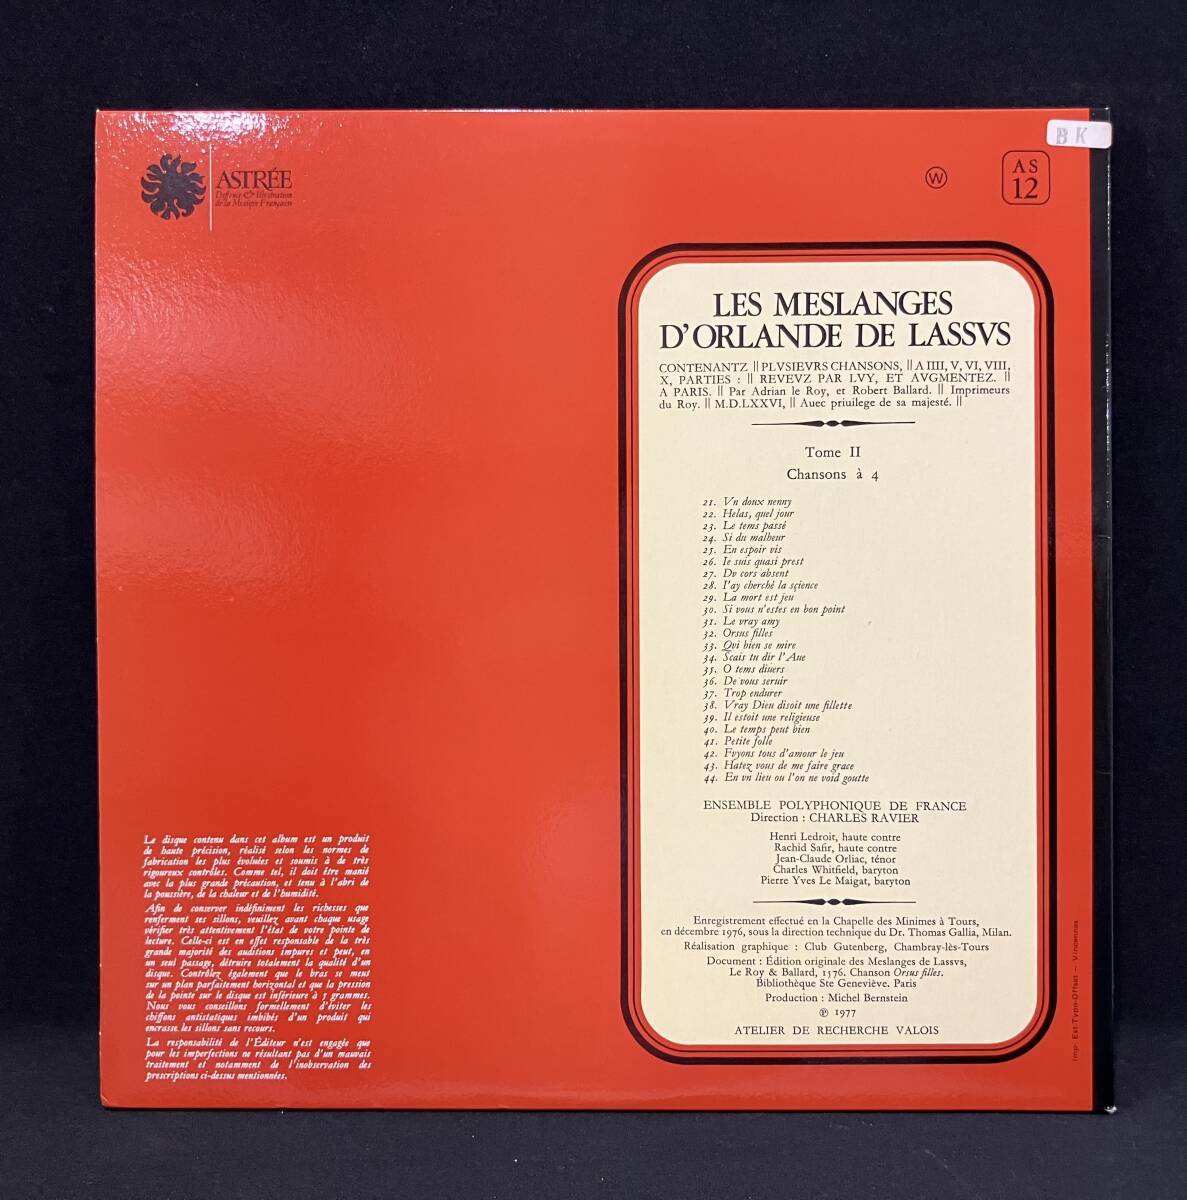 ASTRÉE
Deffence & Illustration
de la Musique Française
W
AS
12
BK
LES MESLANGES
D'ORLANDE DE LASSVS
CONTENANTZ || PLVSIEVRS CHANSONS, || A IIII, V, VI, VIII,
X, PARTIES : || REVEVZ PAR LVY, ET AVGMENTEZ. ||
A PARIS. || Par Adrian le Roy, et Robert Ballard. || Imprimeurs
du Roy. || M.D.LXXVI, || Auec priuilege de sa majesté. ||
Tome II
Chansons à 4
21. Vn doux nenny
22. Helas, quel jour
23. Le tems passé
24. Si du malheur
25. En espoir vis
26. Ie suis quasi prest
27. Dv cors absent
28. I'ay cherché la sçience
29. La mort est jeu
30. Si vous n'estes en bon point
31. Le vray amy
32. Orsus filles
33. Qvi bien se mire
34. Scais tu dir l'Aue
35. O tems diuers
36. De vous seruir
37. Trop endurer
38. Vray Dieu disoit une fillette
39. Il estoit une religieuse
40. Le temps peut bien
41. Petite folle
42. Fvyons tous d'amour le jeu
43. Hatez vous de me faire grace
44. En vn lieu ou l'on ne void goutte
ENSEMBLE POLYPHONIQUE DE FRANCE
Direction : CHARLES RAVIER
Henri Ledroit, haute contre
Rachid Safir, haute contre
Jean-Claude Orliac, ténor
Charles Whitfield, baryton
Pierre Yves Le Maigat, baryton
Enregistrement effectué en la Chapelle des Minimes à Tours,
en décembre 1976, sous la direction technique du Dr. Thomas Gallia, Milan.
Réalisation graphique : Club Gutenberg, Chambray-lès-Tours
Document : Édition originale des Meslanges de Lassvs,
Le Roy & Ballard, 1576. Chanson Orsus filles.
Bibliothèque Ste Geneviève. Paris
Production : Michel Bernstein
℗ 1977
ATELIER DE RECHERCHE VALOIS
Imp. Est-Typo-Offset – Vincennes
Le disque contenu dans cet album est un produit
de haute précision, réalisé selon les normes de
fabrication les plus évoluées et soumis à de très
rigoureux contrôles. Comme tel, il doit être manié
avec la plus grande précaution, et tenu à l'abri de
la poussière, de la chaleur et de l'humidité.
Afin de conserver indéfiniment les richesses que
renferment ses sillons, veuillez avant chaque usage
vérifier très attentivement l'état de votre pointe de
lecture. Celle-ci est en effet responsable de la très
grande majorité des auditions impures et peut, en
un seul passage, détruire totalement la qualité d'un
disque. Contrôlez également que le bras se meut
sur un plan parfaitement horizontal et que la pression
de la pointe sur le disque est inférieure à 3 grammes.
Nous vous conseillons formellement d'éviter les
chiffons antistatiques imbibés d'un produit qui
encrasse les sillons sans recours.
La responsabilité de l'Éditeur n'est engagée que
pour les imperfections ne résultant pas d'un mauvais
traitement et notamment de l'inobservation des
prescriptions ci-dessus mentionnées.